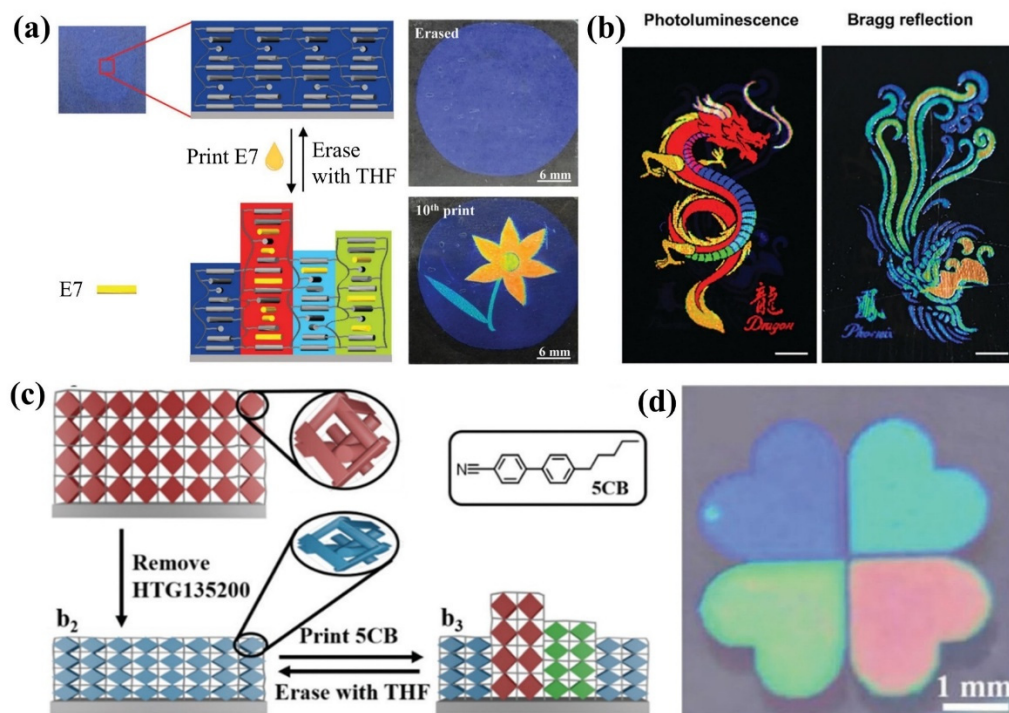 (a)
Print E7
Erase
with THF
E7
Erased
6 mm
10th print
6 mm
(b)
Photoluminescence
Bragg reflection
龍
Dragon
鳳
Phoenix
(c)
Remove
HTG135200
N
5CB
b2
Print 5CB
Erase with THF
b3
(d)
1 mm